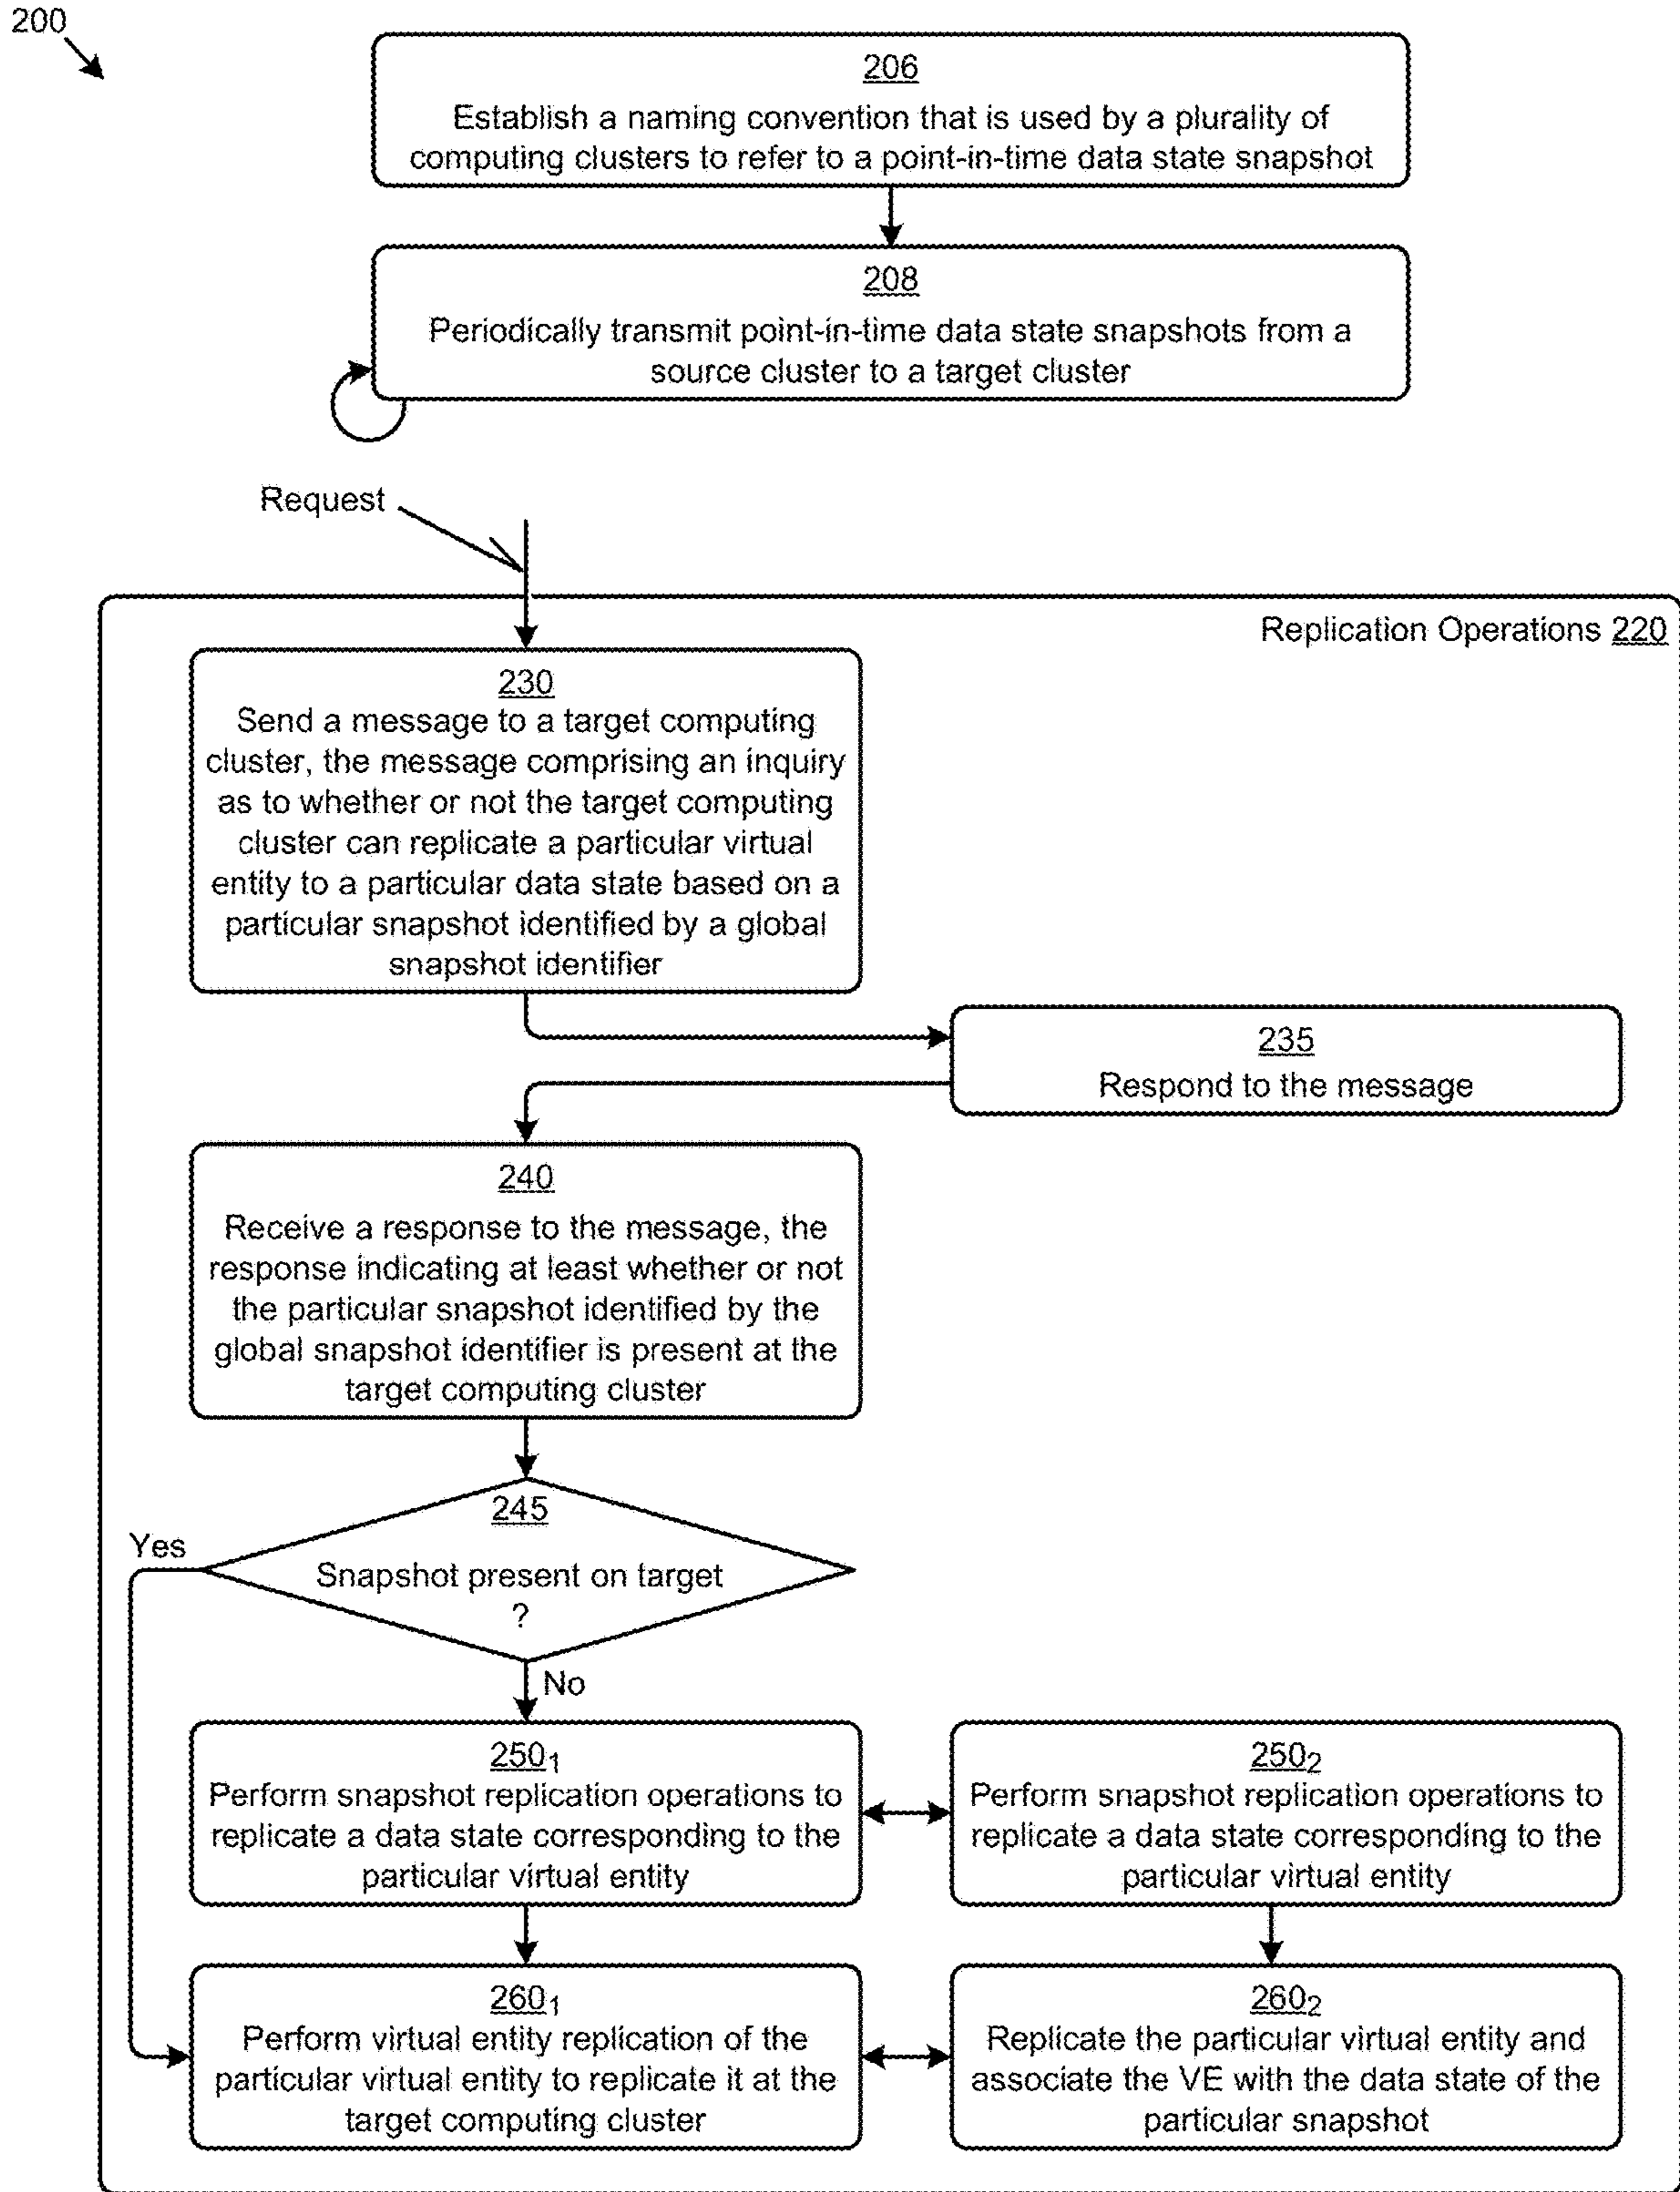 200
206
Establish a naming convention that is used by a plurality of
computing clusters to refer to a point-in-time data state snapshot
208
Periodically transmit point-in-time data state snapshots from a
source cluster to a target cluster
Request
Replication Operations 220
230
Send a message to a target computing
cluster, the message comprising an inquiry
as to whether or not the target computing
cluster can replicate a particular virtual
entity to a particular data state based on a
particular snapshot identified by a global
snapshot identifier
235
Respond to the message
240
Receive a response to the message, the
response indicating at least whether or not
the particular snapshot identified by the
global snapshot identifier is present at the
target computing cluster
245
Yes
Snapshot present on target
?
No
250₁
Perform snapshot replication operations to
replicate a data state corresponding to the
particular virtual entity
250₂
Perform snapshot replication operations to
replicate a data state corresponding to the
particular virtual entity
260₁
Perform virtual entity replication of the
particular virtual entity to replicate it at the
target computing cluster
260₂
Replicate the particular virtual entity and
associate the VE with the data state of the
particular snapshot